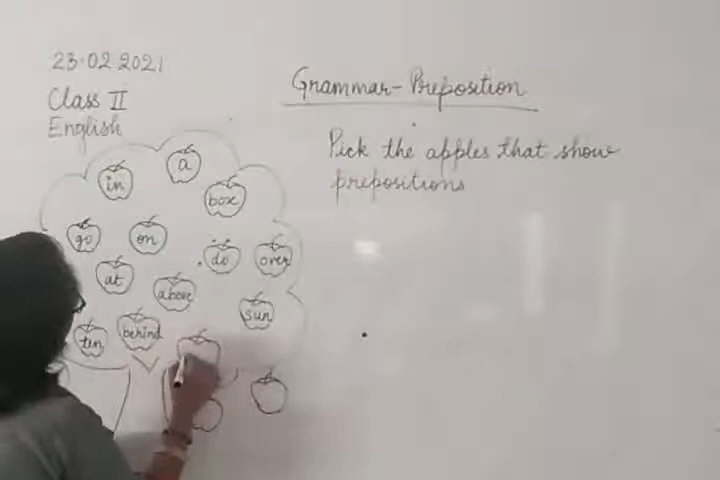 23.02.2021
Class II
English
Grammar-Preposition
Pick the apples that show
prepositions
a
in
box
go
on
do
over
at
above
sun
ten
behind